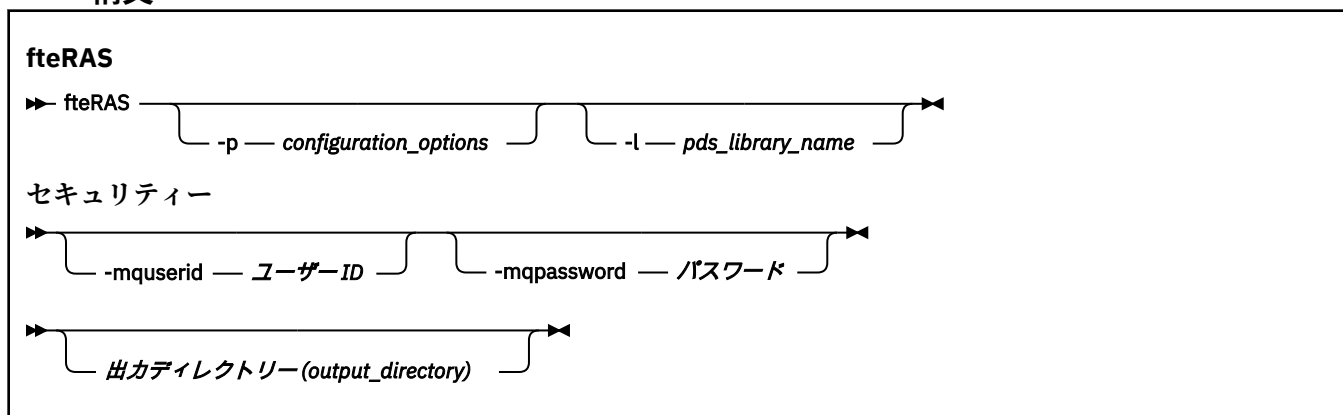 fteRAS
fteRAS
-p configuration_options -l pds_library_name
セキュリティー
-mquserid ユーザーID -mqpassword パスワード
出力ディレクトリー(output_directory)